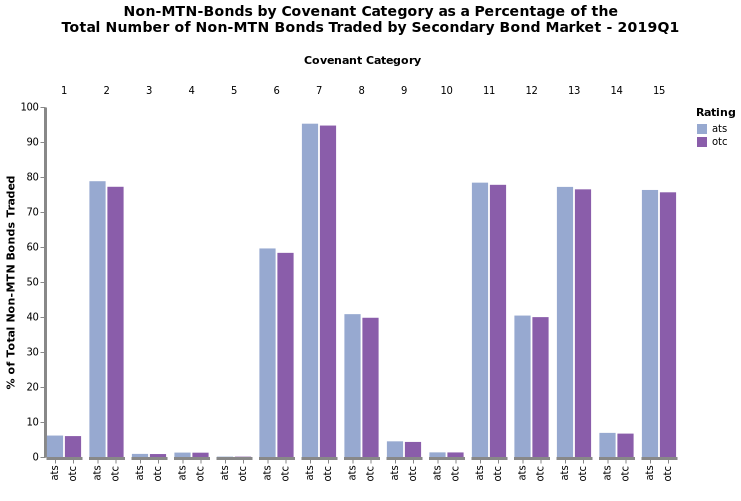 Non-MTN-Bonds by Covenant Category as a Percentage of the
Total Number of Non-MTN Bonds Traded by Secondary Bond Market - 2019Q1
Covenant Category
1 2 3 4 5 6 7 8 9 10 11 12 13 14 15
Rating
ats
otc
% of Total Non-MTN Bonds Traded
100
90
80
70
60
50
40
30
20
10
0
ats otc ats otc ats otc ats otc ats otc ats otc ats otc ats otc ats otc ats otc ats otc ats otc ats otc ats otc ats otc